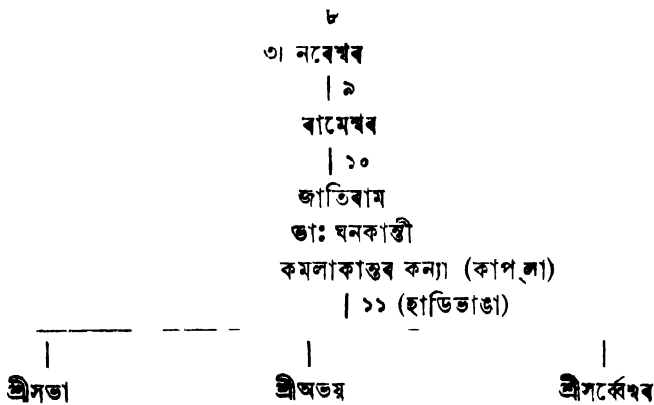 ৮
৩। নৰেশ্বৰ
| ৯
ৰামেশ্বৰ
| ১০
জাতিৰাম
ভাঃ ঘনকান্তী
কমলাকান্তৰ কন্যা (কাপ্লা)
| ১১ (হাডিভাঙা)
শ্ৰীসভা শ্ৰীঅভয় শ্ৰীসৰ্ব্বেশ্বৰ